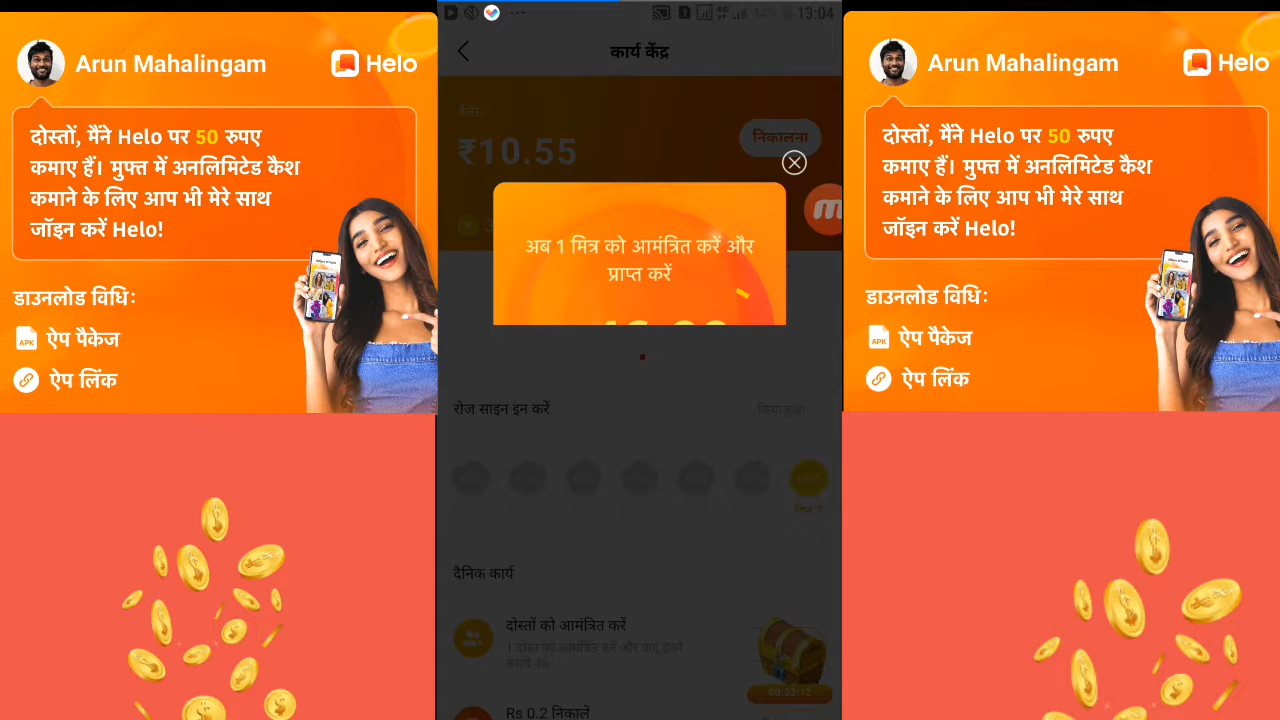 Arun Mahalingam
Helo
दोस्तों, मैंने Helo पर 50 रुपए
कमाए हैं। मुफ्त में अनलिमिटेड कैश
कमाने के लिए आप भी मेरे साथ
जॉइन करें Helo!
डाउनलोड विधिः
APK ऐप पैकेज
ऐप लिंक
13:04
कार्य केंद्र
₹10.55
निकालना
अब 1 मित्र को आमंत्रित करें और
प्राप्त करें
रोज साइन इन करें
दैनिक कार्य
दोस्तों को आमंत्रित करें
00:52:12
Rs 0.2 निकालें
Arun Mahalingam
Helo
दोस्तों, मैंने Helo पर 50 रुपए
कमाए हैं। मुफ्त में अनलिमिटेड कैश
कमाने के लिए आप भी मेरे साथ
जॉइन करें Helo!
डाउनलोड विधिः
APK ऐप पैकेज
ऐप लिंक